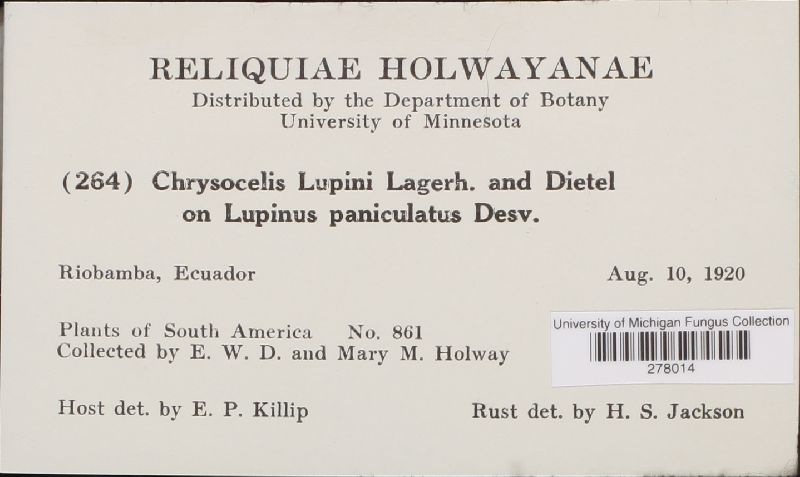 RELIQUIAE HOLWAYANAE
Distributed by the Department of Botany
University of Minnesota
(264) Chrysocelis Lupini Lagerh. and Dietel
on Lupinus paniculatus Desv.
Riobamba, Ecuador Aug. 10, 1920
Plants of South America No. 861
Collected by E. W. D. and Mary M. Holway
University of Michigan Fungus Collection
278014
Host det. by E. P. Killip Rust det. by H. S. Jackson